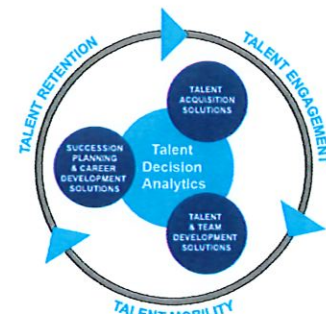 TALENT RETENTION
TALENT ENGAGEMENT
TALENT
ACQUISITION
SOLUTIONS
SUCCESSION
PLANNING
& CAREER
DEVELOPMENT
SOLUTIONS
Talent
Decision
Analytics
TALENT
& TEAM
DEVELOPMENT
SOLUTIONS
TALENT MOBILITY